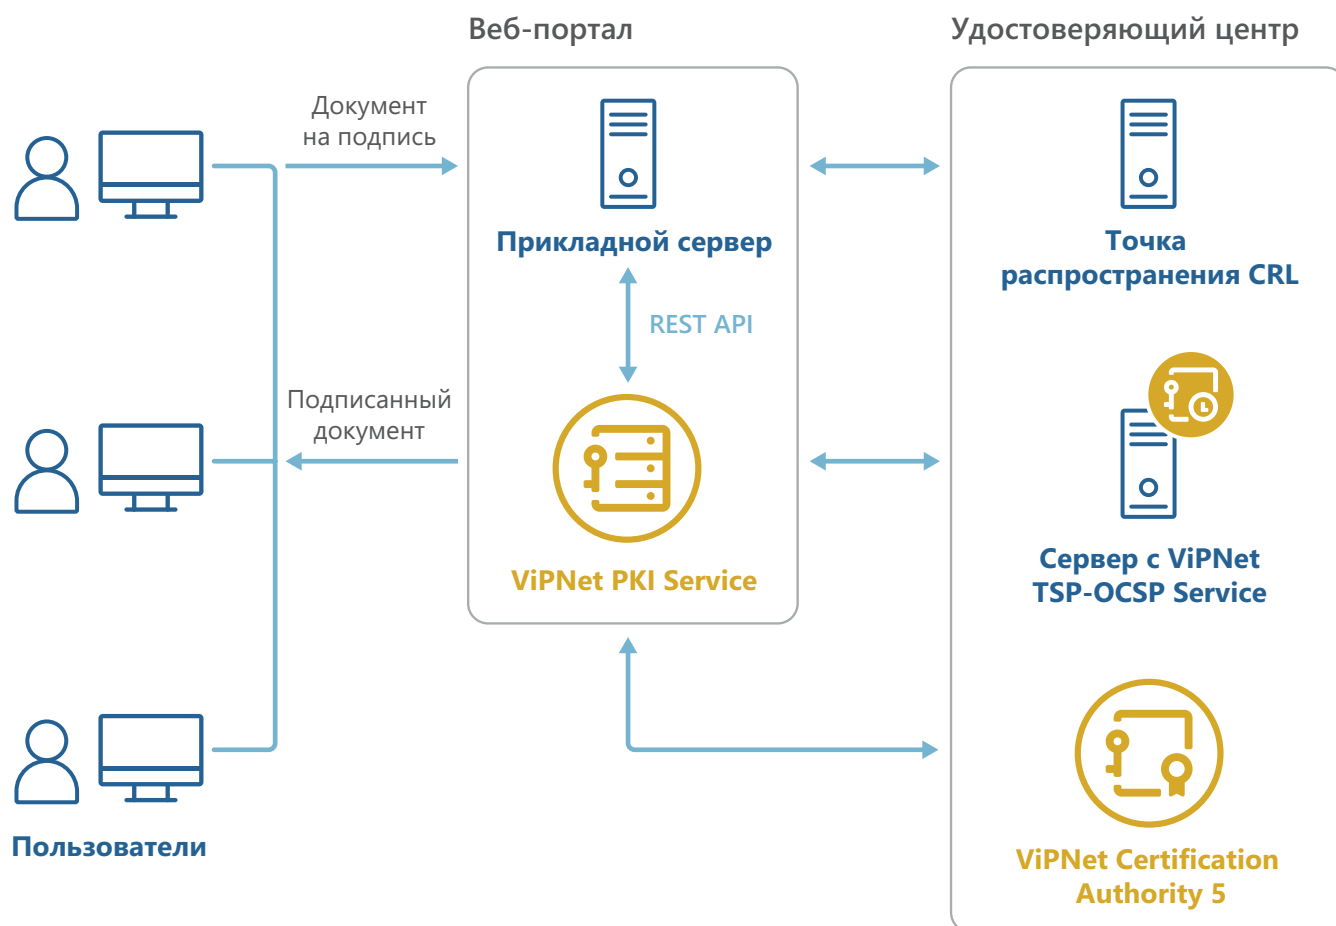 Веб-портал
Удостоверяющий центр
Документ
на подпись
Прикладной сервер
Точка
распространения CRL
REST API
Подписанный
документ
ViPNet PKI Service
Сервер с ViPNet
TSP-OCSP Service
Пользователи
ViPNet Certification
Authority 5